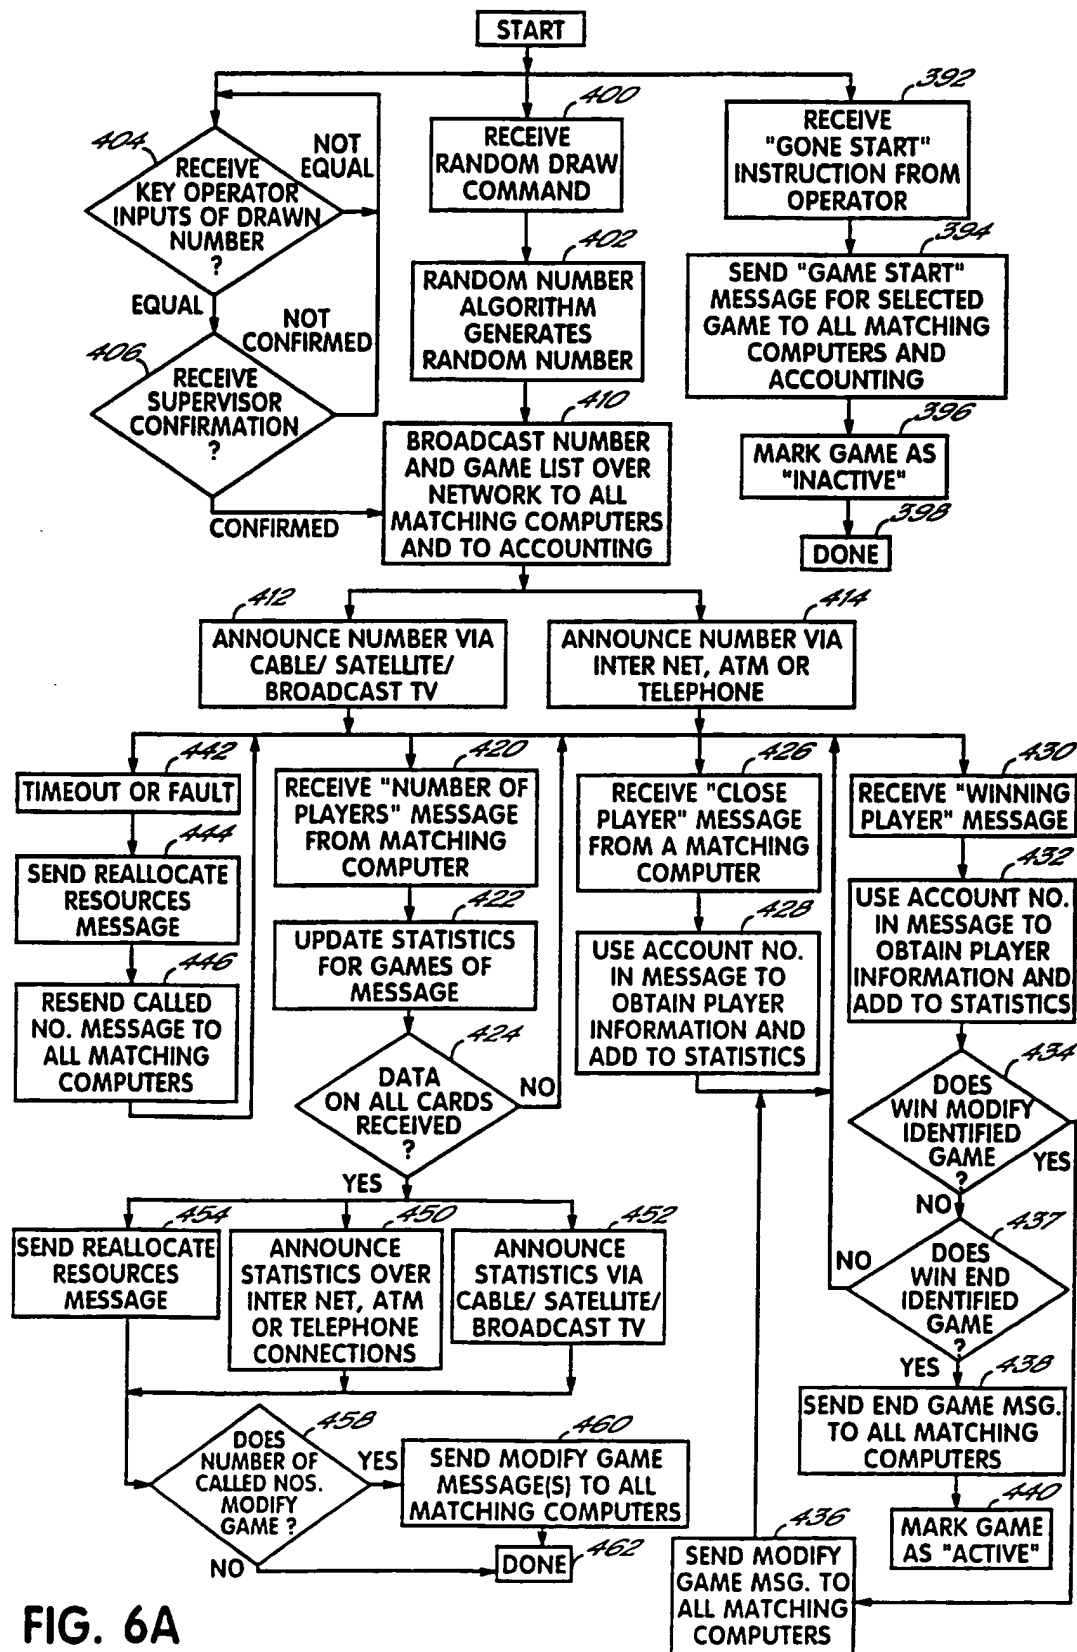 START
404
RECEIVE
KEY OPERATOR
INPUTS OF DRAWN
NUMBER
?
NOT
EQUAL
EQUAL
406
RECEIVE
SUPERVISOR
CONFIRMATION
?
NOT
CONFIRMED
CONFIRMED
400
RECEIVE
RANDOM DRAW
COMMAND
402
RANDOM NUMBER
ALGORITHM
GENERATES
RANDOM NUMBER
410
BROADCAST NUMBER
AND GAME LIST OVER
NETWORK TO ALL
MATCHING COMPUTERS
AND TO ACCOUNTING
392
RECEIVE
"GONE START"
INSTRUCTION FROM
OPERATOR
394
SEND "GAME START"
MESSAGE FOR SELECTED
GAME TO ALL MATCHING
COMPUTERS AND
ACCOUNTING
396
MARK GAME AS
"INACTIVE"
398
DONE
412
ANNOUNCE NUMBER VIA
CABLE/ SATELLITE/
BROADCAST TV
414
ANNOUNCE NUMBER VIA
INTER NET, ATM OR
TELEPHONE
442
TIMEOUT OR FAULT
444
SEND REALLOCATE
RESOURCES
MESSAGE
446
RESEND CALLED
NO. MESSAGE TO
ALL MATCHING
COMPUTERS
420
RECEIVE "NUMBER OF
PLAYERS" MESSAGE
FROM MATCHING
COMPUTER
422
UPDATE STATISTICS
FOR GAMES OF
MESSAGE
424
DATA
ON ALL CARDS
RECEIVED
?
NO
YES
426
RECEIVE "CLOSE
PLAYER" MESSAGE
FROM A MATCHING
COMPUTER
428
USE ACCOUNT NO.
IN MESSAGE TO
OBTAIN PLAYER
INFORMATION AND
ADD TO STATISTICS
430
RECEIVE "WINNING
PLAYER" MESSAGE
432
USE ACCOUNT NO.
IN MESSAGE TO
OBTAIN PLAYER
INFORMATION AND
ADD TO STATISTICS
434
DOES
WIN MODIFY
IDENTIFIED
GAME
?
YES
NO
437
DOES
WIN END
IDENTIFIED
GAME
?
NO
YES
438
SEND END GAME MSG.
TO ALL MATCHING
COMPUTERS
440
MARK GAME
AS "ACTIVE"
436
SEND MODIFY
GAME MSG. TO
ALL MATCHING
COMPUTERS
454
SEND REALLOCATE
RESOURCES
MESSAGE
450
ANNOUNCE
STATISTICS OVER
INTER NET, ATM
OR TELEPHONE
CONNECTIONS
452
ANNOUNCE
STATISTICS VIA
CABLE/ SATELLITE/
BROADCAST TV
458
DOES
NUMBER OF
CALLED NOS.
MODIFY
GAME ?
YES
NO
460
SEND MODIFY GAME
MESSAGE(S) TO ALL
MATCHING COMPUTERS
DONE
462
FIG. 6A